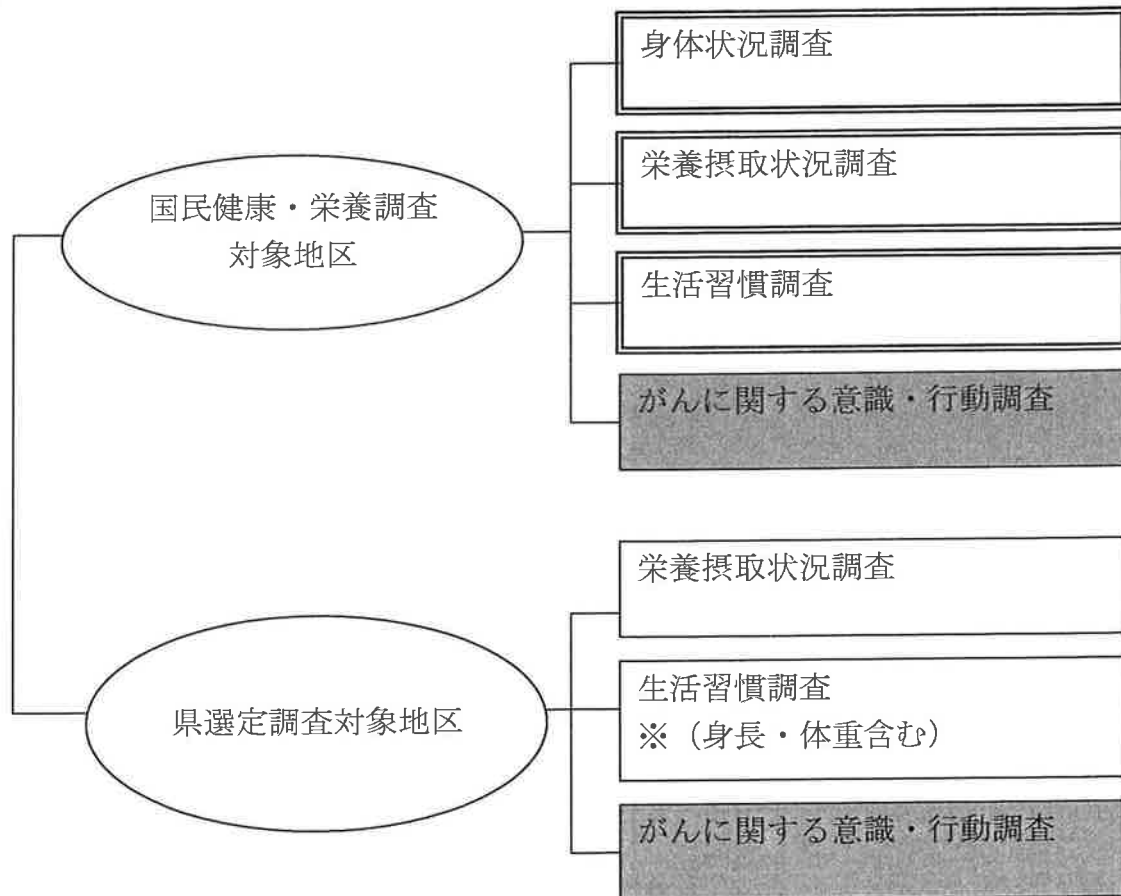 国民健康・栄養調査
対象地区
身体状況調査
栄養摂取状況調査
生活習慣調査
がんに関する意識・行動調査
県選定調査対象地区
栄養摂取状況調査
生活習慣調査
※（身長・体重含む）
がんに関する意識・行動調査